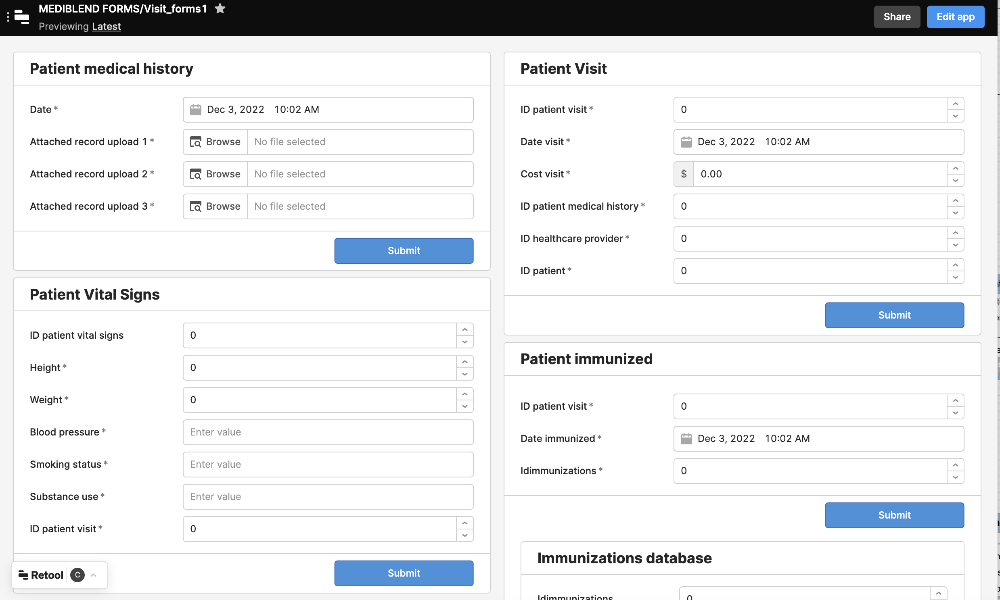 MEDIBLEND FORMS/Visit_forms1
Previewing Latest
Share
Edit app
Patient medical history
Date *
Dec 3, 2022 10:02 AM
Attached record upload 1 *
Browse No file selected
Attached record upload 2 *
Browse No file selected
Attached record upload 3 *
Browse No file selected
Submit
Patient Vital Signs
ID patient vital signs
0
Height *
0
Weight *
0
Blood pressure *
Enter value
Smoking status *
Enter value
Substance use *
Enter value
ID patient visit *
0
Submit
Retool C
Patient Visit
ID patient visit *
0
Date visit *
Dec 3, 2022 10:02 AM
Cost visit *
$ 0.00
ID patient medical history *
0
ID healthcare provider *
0
ID patient *
0
Submit
Patient immunized
ID patient visit *
0
Date immunized *
Dec 3, 2022 10:02 AM
Idimmunizations *
0
Submit
Immunizations database
Idimmunizations
0